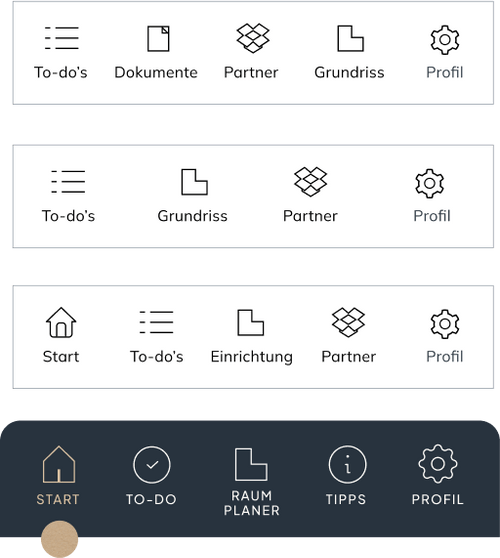 To-do's Dokumente Partner Grundriss Profil
To-do's Grundriss Partner Profil
Start To-do's Einrichtung Partner Profil
START TO-DO RAUM PLANER TIPPS PROFIL